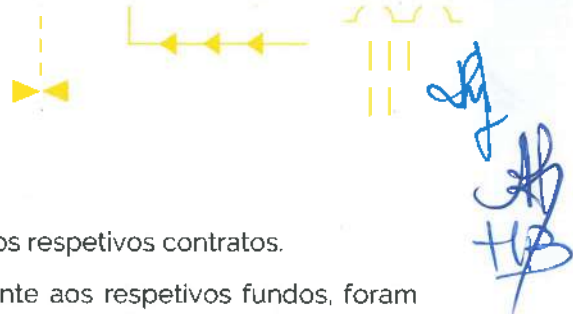 os respetivos contratos.
nte aos respetivos fundos, foram